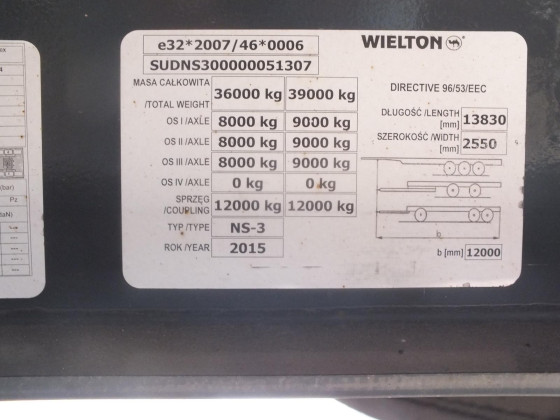 e32*2007/46*0006
SUDNS300000051307
WIELTON
MASA CAŁKOWITA
/TOTAL WEIGHT 36000 kg 39000 kg
OS I /AXLE 8000 kg 9000 kg
OS II /AXLE 8000 kg 9000 kg
OS III /AXLE 8000 kg 9000 kg
OS IV /AXLE 0 kg 0 kg
SPRZĘG
/COUPLING 12000 kg 12000 kg
TYP /TYPE NS-3
ROK /YEAR 2015
DIRECTIVE 96/53/EEC
DŁUGOŚĆ /LENGTH
[mm] 13830
SZEROKOŚĆ /WIDTH
[mm] 2550
b
b [mm] 12000
(bar)
Pz